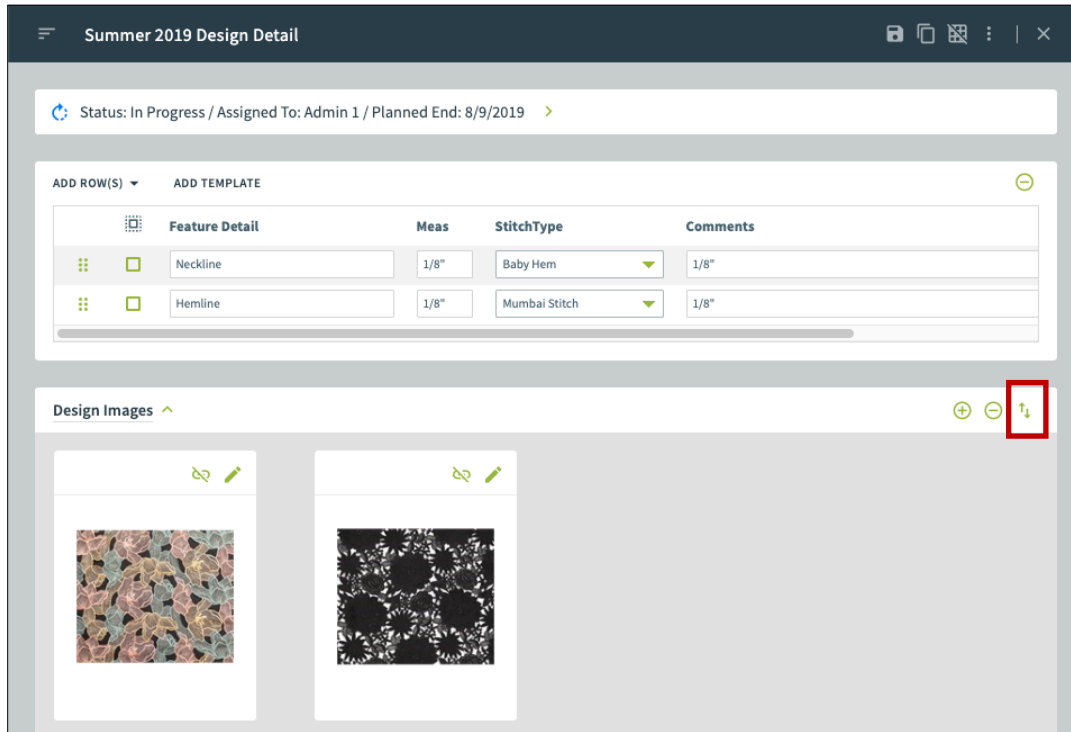 Summer 2019 Design Detail
Status: In Progress / Assigned To: Admin 1 / Planned End: 8/9/2019
ADD ROW(S) ADD TEMPLATE
Feature Detail Meas StitchType Comments
Neckline 1/8" Baby Hem 1/8"
Hemline 1/8" Mumbai Stitch 1/8"
Design Images